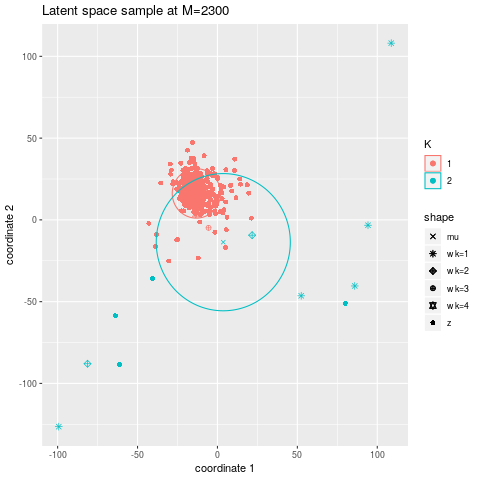 Latent space sample at M=2300
100
50
0
-50
-100
-100
-50
0
50
100
coordinate 1
coordinate 2
K
1
2
shape
mu
w k=1
w k=2
w k=3
w k=4
z